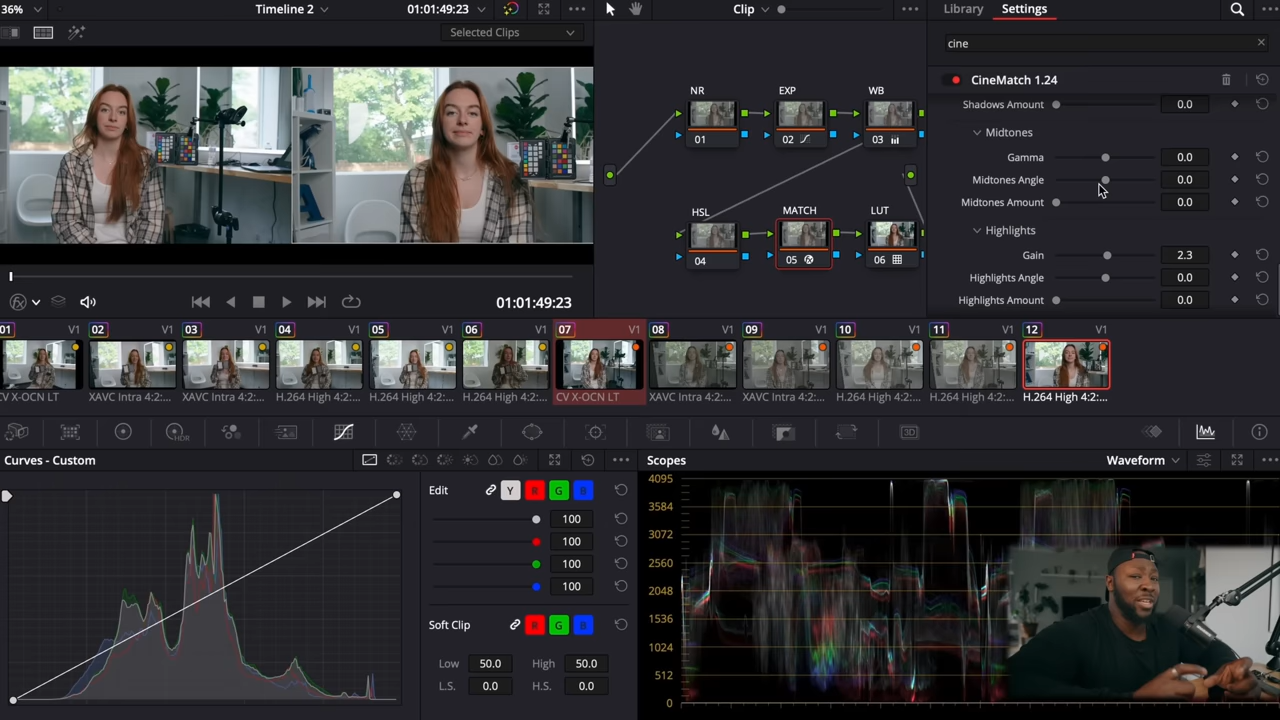 36%
Timeline 2
01:01:49:23
Selected Clips
Clip
Library
Settings
cine
CineMatch 1.24
Shadows Amount 0.0
Midtones
Gamma 0.0
Midtones Angle 0.0
Midtones Amount 0.0
Highlights
Gain 2.3
Highlights Angle 0.0
Highlights Amount 0.0
NR
EXP
WB
01
02
03
HSL
MATCH
LUT
04
05
06
01:01:49:23
01 V1
02 V1
03 V1
04 V1
05 V1
06 V1
07 V1
08 V1
09 V1
10 V1
11 V1
12 V1
CV X-OCN LT
XAVC Intra 4:2:...
XAVC Intra 4:2:...
H.264 High 4:2:...
H.264 High 4:2:...
H.264 High 4:2:...
CV X-OCN LT
XAVC Intra 4:2:...
XAVC Intra 4:2:...
H.264 High 4:2:...
H.264 High 4:2:...
H.264 High 4:2:...
HDR
3D
Curves - Custom
Edit Y R G B
100
100
100
100
Soft Clip R G B
Low 50.0 High 50.0
L.S. 0.0 H.S. 0.0
Scopes
Waveform
4095
3584
3072
2560
2048
1536
1024
512
0